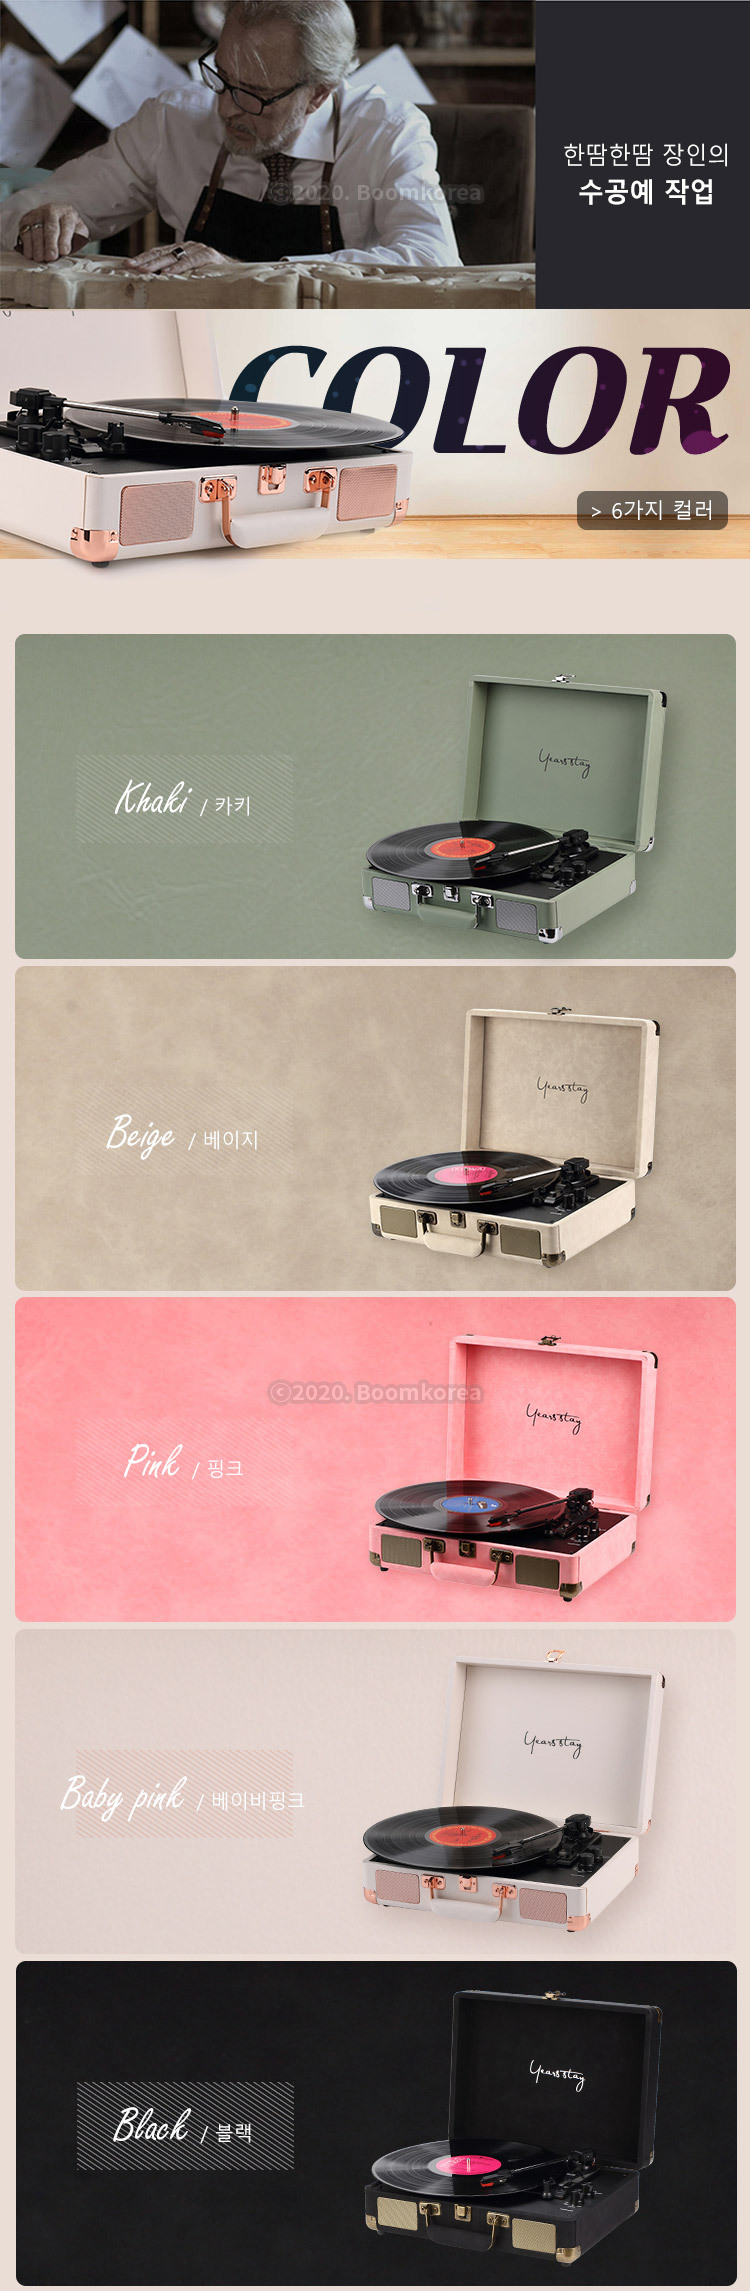 한땀한땀 장인의
수공예 작업
©2020. Boomkorea
COLOR
> 6가지 컬러
Khaki / 카키
Yearsstay
Beige / 베이지
Yearsstay
©2020. Boomkorea
Pink / 핑크
Yearsstay
Baby pink / 베이비핑크
Yearsstay
Black / 블랙
Yearsstay